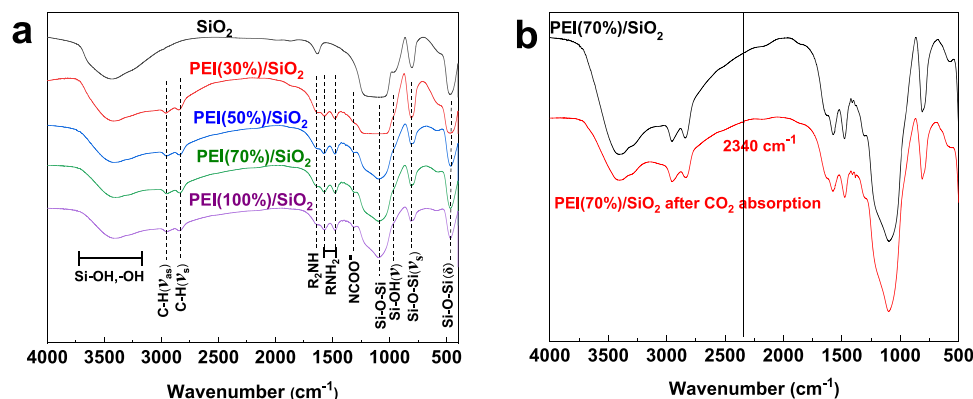 a
SiO₂
PEI(30%)/SiO₂
PEI(50%)/SiO₂
PEI(70%)/SiO₂
PEI(100%)/SiO₂
Si-OH,-OH
C-H(νas)
C-H(νs)
R₂NH
RNH₂
NCOO⁻
Si-O-Si
Si-OH(ν)
Si-O-Si(νs)
Si-O-Si(δ)
4000 3500 3000 2500 2000 1500 1000 500
Wavenumber (cm⁻¹)
b
PEI(70%)/SiO₂
2340 cm⁻¹
PEI(70%)/SiO₂ after CO₂ absorption
4000 3500 3000 2500 2000 1500 1000 500
Wavenumber (cm⁻¹)